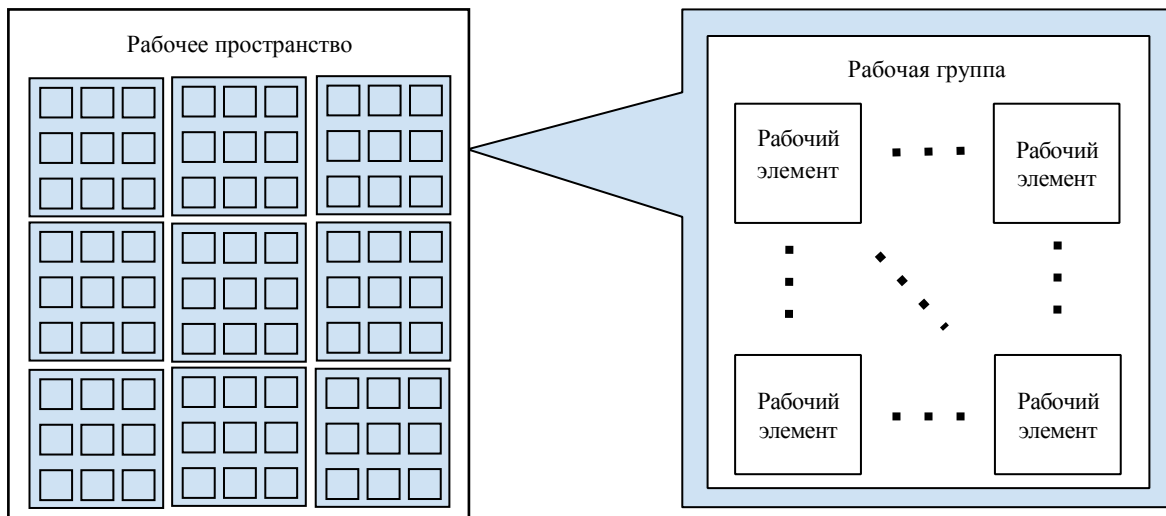 Рабочее пространство
Рабочая группа
Рабочий
элемент
Рабочий
элемент
Рабочий
элемент
Рабочий
элемент